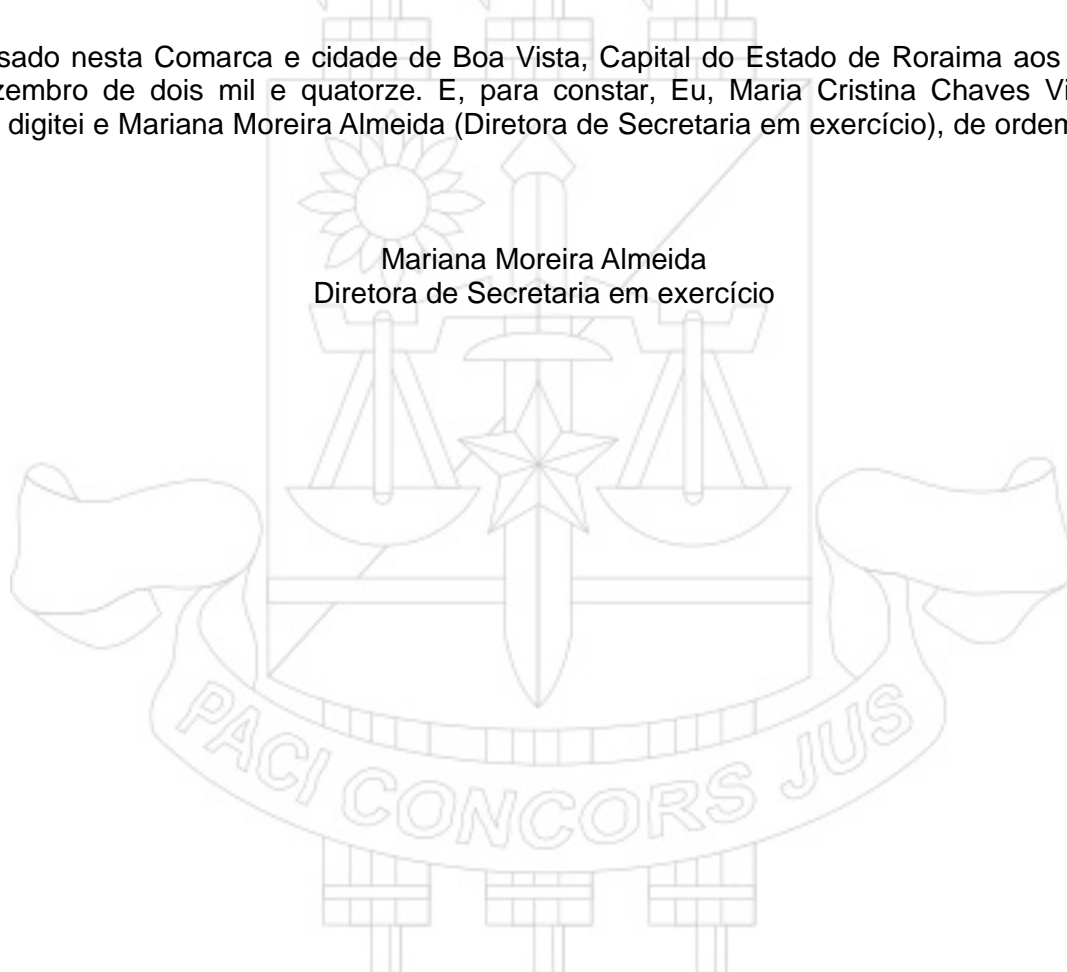 sado nesta Comarca e cidade de Boa Vista, Capital do Estado de Roraima aos
zembro de dois mil e quatorze. E, para constar, Eu, Maria Cristina Chaves Vi
digitei e Mariana Moreira Almeida (Diretora de Secretaria em exercício), de ordem
Mariana Moreira Almeida
Diretora de Secretaria em exercício
PACI CONCORS JUS